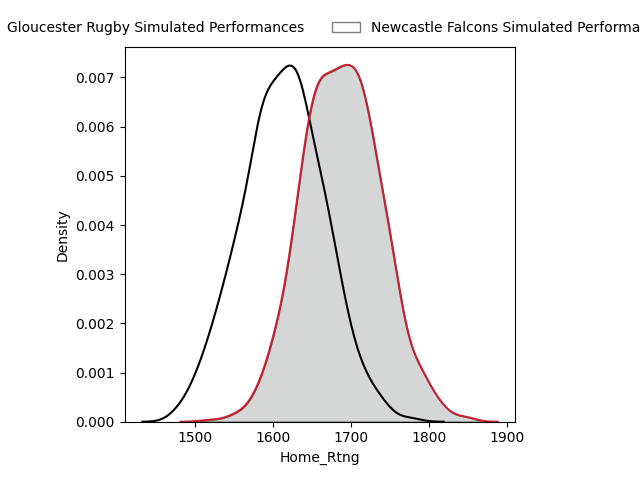 Gloucester Rugby Simulated Performances
Newcastle Falcons Simulated Performa
0.007
0.006
0.005
0.004
0.003
0.002
0.001
0.000
Density
1500 1600 1700 1800 1900
Home_Rtng